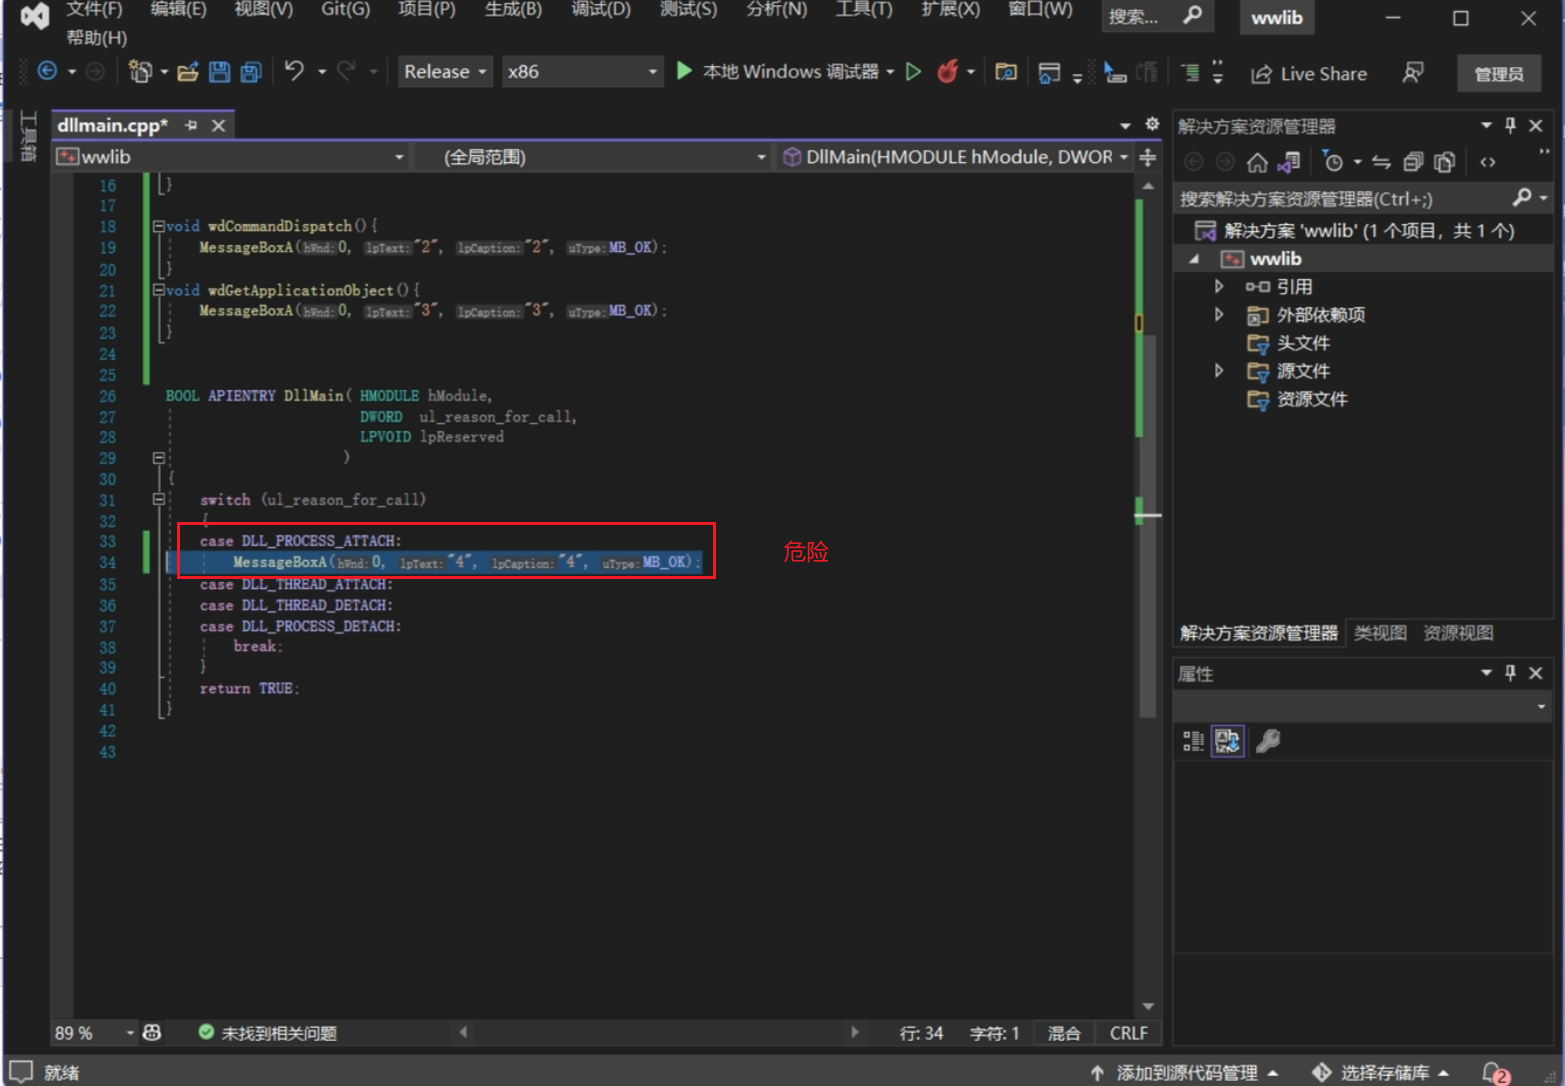 文件(F) 编辑(E) 视图(V) Git(G) 项目(P) 生成(B) 调试(D) 测试(S) 分析(N) 工具(T) 扩展(X) 窗口(W) 搜索... wwlib
帮助(H)
Release x86 本地 Windows 调试器 Live Share 管理员
工具箱
dllmain.cpp*
wwlib (全局范围) DllMain(HMODULE hModule, DWOR
16 }
17
18 void wdCommandDispatch(){
19 MessageBoxA(hWnd:0, lpText:"2", lpCaption:"2", uType:MB_OK);
20 }
21 void wdGetApplicationObject(){
22 MessageBoxA(hWnd:0, lpText:"3", lpCaption:"3", uType:MB_OK);
23 }
24
25
26 BOOL APIENTRY DllMain( HMODULE hModule,
27 DWORD ul_reason_for_call,
28 LPVOID lpReserved
29 )
30 {
31 switch (ul_reason_for_call)
32 {
33 case DLL_PROCESS_ATTACH:
34 MessageBoxA(hWnd:0, lpText:"4", lpCaption:"4", uType:MB_OK);
危险
35 case DLL_THREAD_ATTACH:
36 case DLL_THREAD_DETACH:
37 case DLL_PROCESS_DETACH:
38 break;
39 }
40 return TRUE;
41 }
42
43
89 % 未找到相关问题 行: 34 字符: 1 混合 CRLF
解决方案资源管理器
搜索解决方案资源管理器(Ctrl+;)
解决方案 'wwlib' (1 个项目，共 1 个)
wwlib
引用
外部依赖项
头文件
源文件
资源文件
解决方案资源管理器 类视图 资源视图
属性
就绪 添加到源代码管理 选择存储库 2